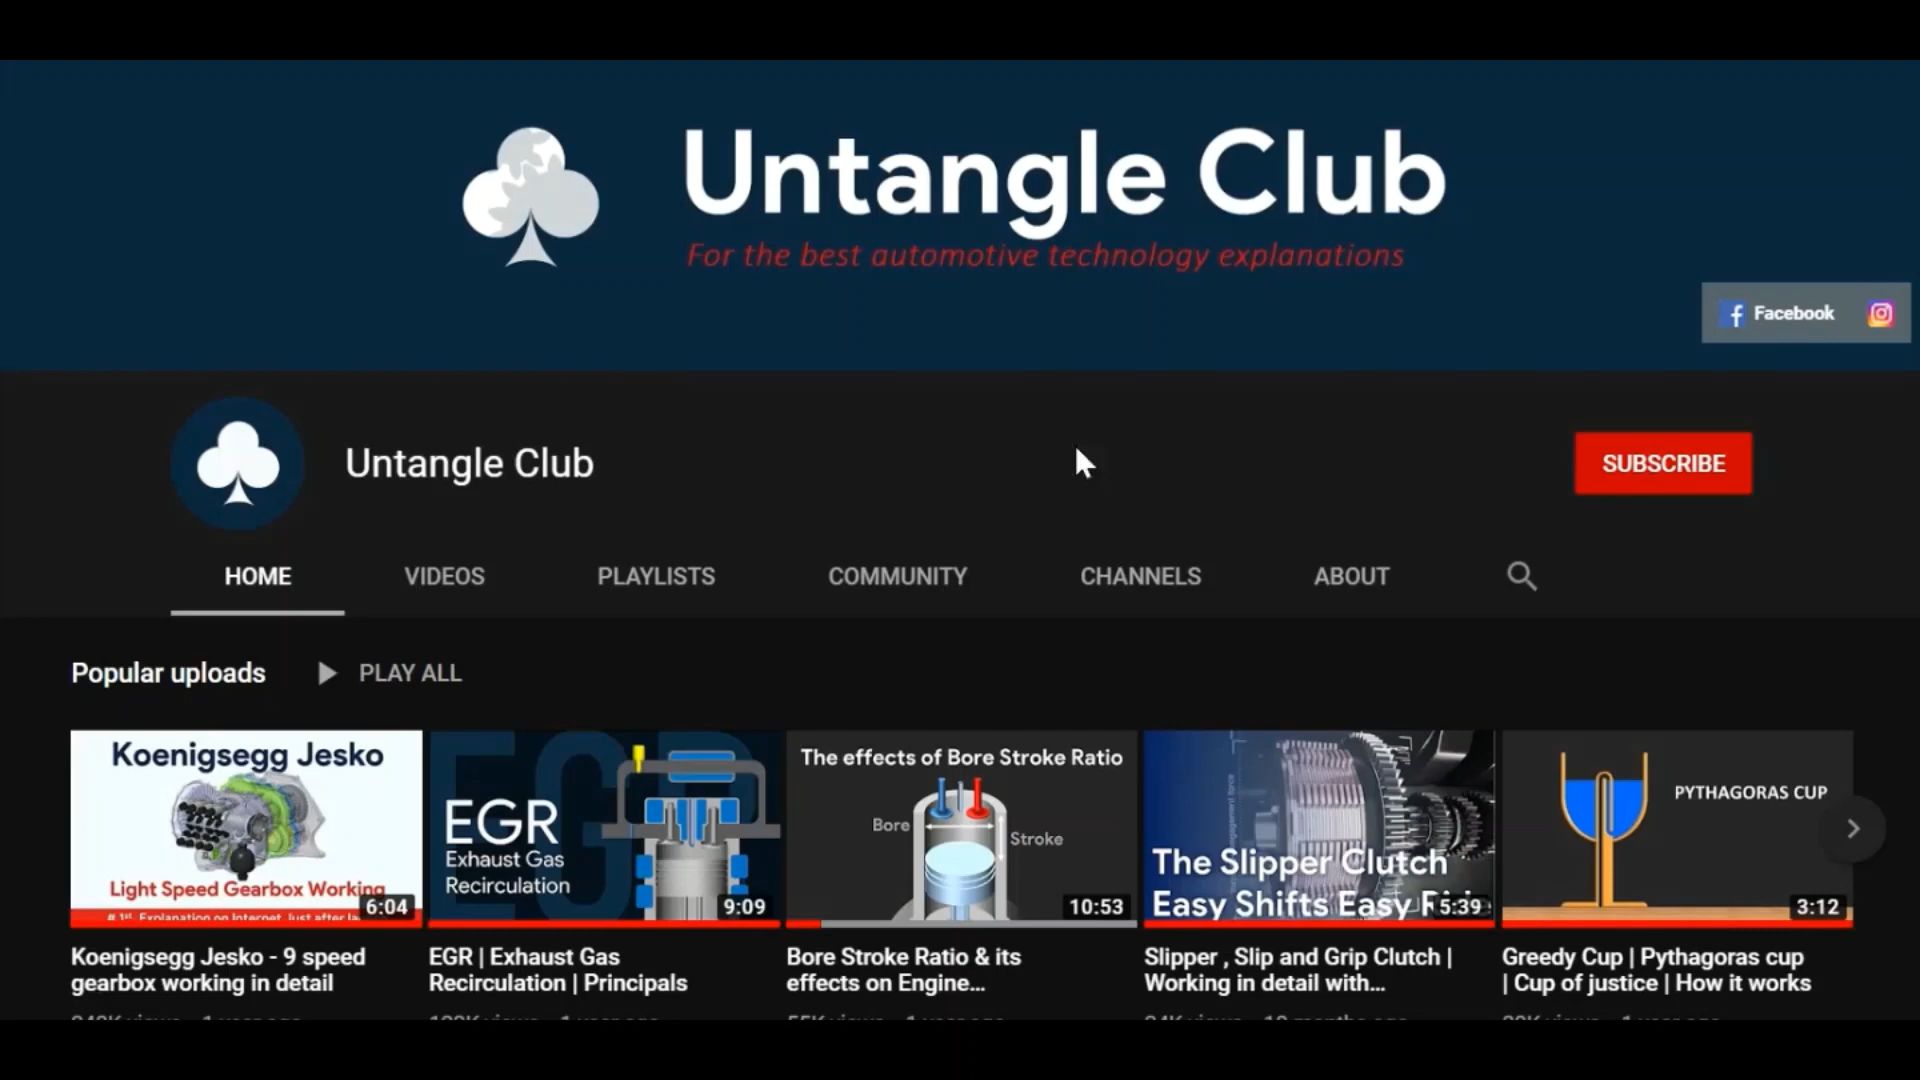 Untangle Club
For the best automotive technology explanations
Facebook
Untangle Club
SUBSCRIBE
HOME VIDEOS PLAYLISTS COMMUNITY CHANNELS ABOUT
Popular uploads PLAY ALL
Koenigsegg Jesko
Light Speed Gearbox Working
6:04
EGR
Exhaust Gas
Recirculation
9:09
The effects of Bore Stroke Ratio
Bore
Stroke
10:53
The Slipper Clutch
Easy Shifts Easy
5:39
PYTHAGORAS CUP
3:12
Koenigsegg Jesko - 9 speed
gearbox working in detail
EGR | Exhaust Gas
Recirculation | Principals
Bore Stroke Ratio & its
effects on Engine...
Slipper , Slip and Grip Clutch |
Working in detail with...
Greedy Cup | Pythagoras cup
| Cup of justice | How it works